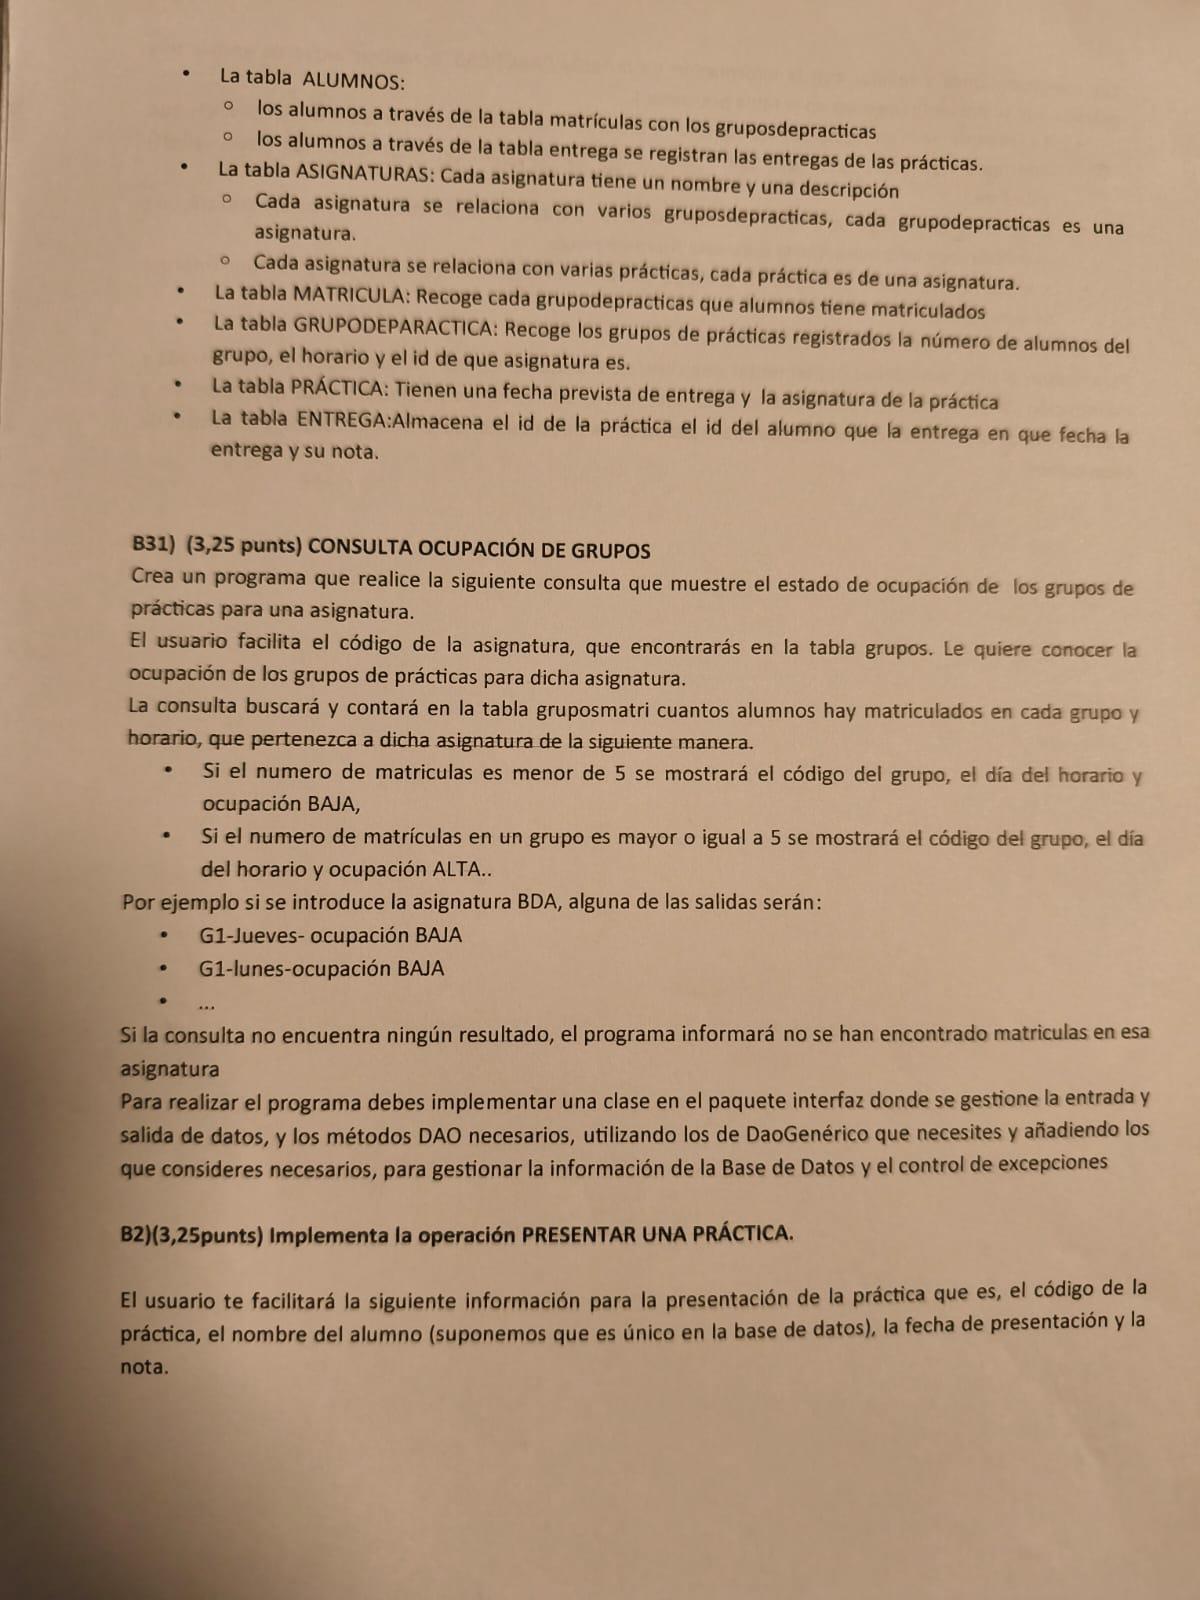 • La tabla ALUMNOS:
○ los alumnos a través de la tabla matrículas con los gruposdepracticas
○ los alumnos a través de la tabla entrega se registran las entregas de las prácticas.
• La tabla ASIGNATURAS: Cada asignatura tiene un nombre y una descripción
○ Cada asignatura se relaciona con varios gruposdepracticas, cada grupodepracticas es una
asignatura.
○ Cada asignatura se relaciona con varias prácticas, cada práctica es de una asignatura.
• La tabla MATRICULA: Recoge cada grupodepracticas que alumnos tiene matriculados
• La tabla GRUPODEPARACTICA: Recoge los grupos de prácticas registrados la número de alumnos del
grupo, el horario y el id de que asignatura es.
• La tabla PRÁCTICA: Tienen una fecha prevista de entrega y la asignatura de la práctica
• La tabla ENTREGA:Almacena el id de la práctica el id del alumno que la entrega en que fecha la
entrega y su nota.
B31) (3,25 punts) CONSULTA OCUPACIÓN DE GRUPOS
Crea un programa que realice la siguiente consulta que muestre el estado de ocupación de los grupos de
prácticas para una asignatura.
El usuario facilita el código de la asignatura, que encontrarás en la tabla grupos. Le quiere conocer la
ocupación de los grupos de prácticas para dicha asignatura.
La consulta buscará y contará en la tabla gruposmatri cuantos alumnos hay matriculados en cada grupo y
horario, que pertenezca a dicha asignatura de la siguiente manera.
• Si el numero de matriculas es menor de 5 se mostrará el código del grupo, el día del horario y
ocupación BAJA,
• Si el numero de matrículas en un grupo es mayor o igual a 5 se mostrará el código del grupo, el día
del horario y ocupación ALTA..
Por ejemplo si se introduce la asignatura BDA, alguna de las salidas serán:
• G1-Jueves- ocupación BAJA
• G1-lunes-ocupación BAJA
• ...
Si la consulta no encuentra ningún resultado, el programa informará no se han encontrado matriculas en esa
asignatura
Para realizar el programa debes implementar una clase en el paquete interfaz donde se gestione la entrada y
salida de datos, y los métodos DAO necesarios, utilizando los de DaoGenérico que necesites y añadiendo los
que consideres necesarios, para gestionar la información de la Base de Datos y el control de excepciones
B2)(3,25punts) Implementa la operación PRESENTAR UNA PRÁCTICA.
El usuario te facilitará la siguiente información para la presentación de la práctica que es, el código de la
práctica, el nombre del alumno (suponemos que es único en la base de datos), la fecha de presentación y la
nota.